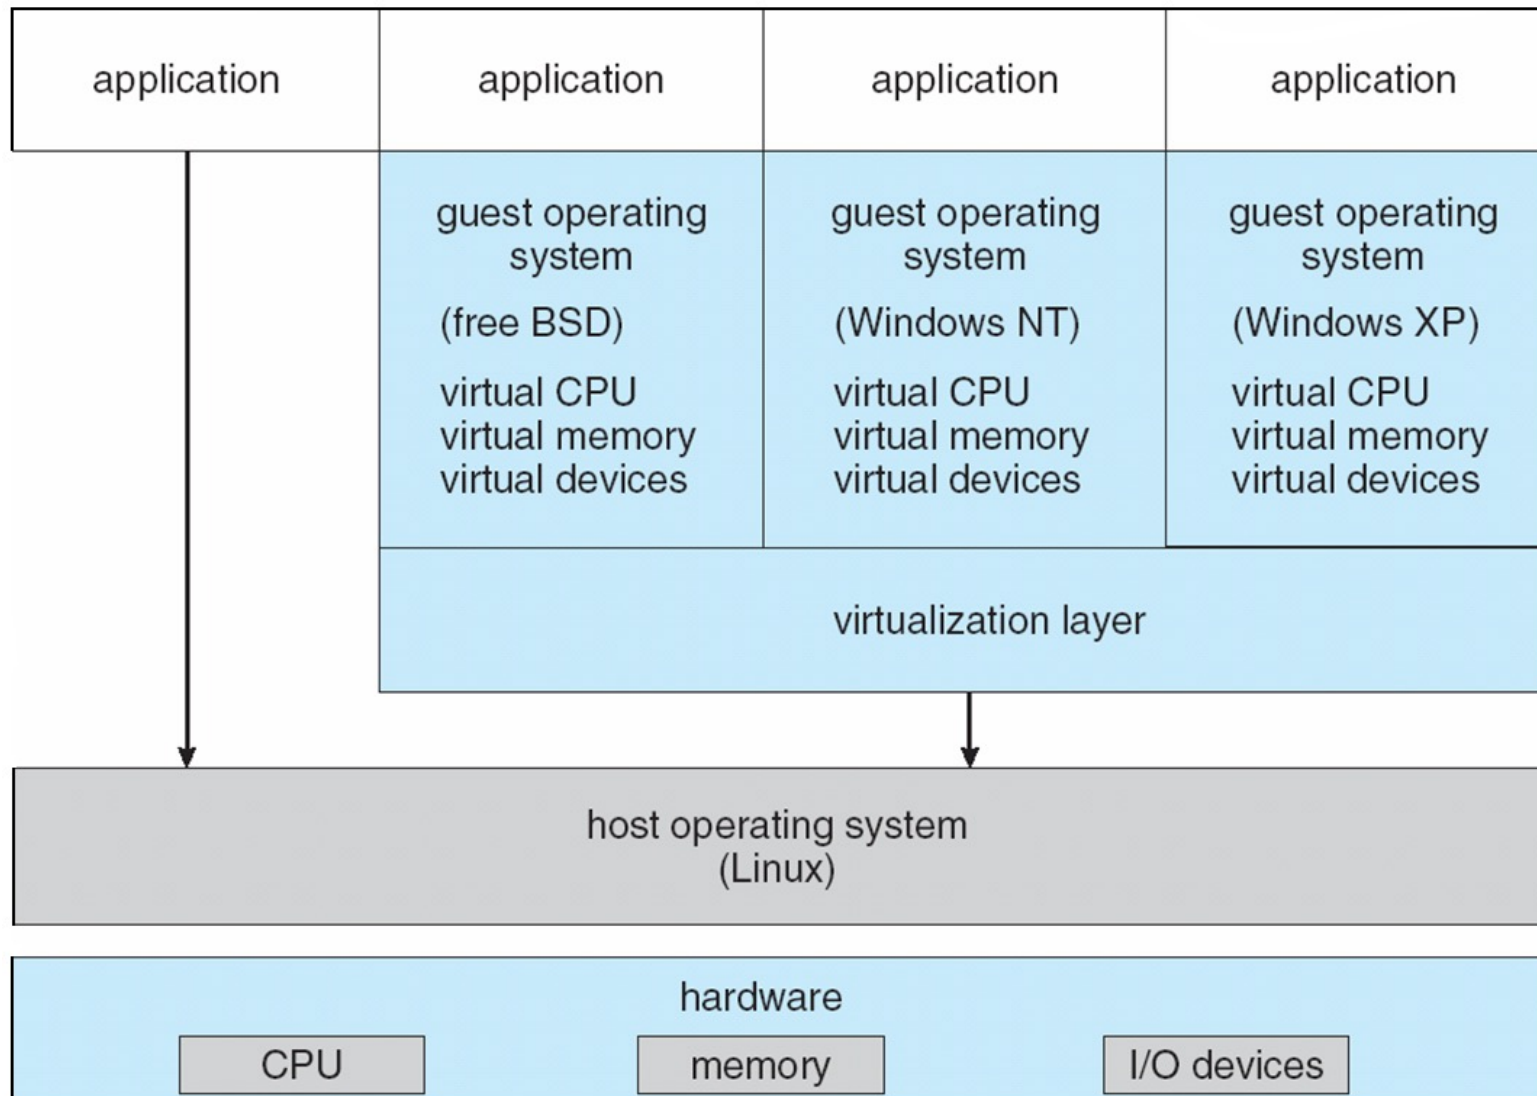 application
application
application
application
guest operating
system
(free BSD)
virtual CPU
virtual memory
virtual devices
guest operating
system
(Windows NT)
virtual CPU
virtual memory
virtual devices
guest operating
system
(Windows XP)
virtual CPU
virtual memory
virtual devices
virtualization layer
host operating system
(Linux)
hardware
CPU
memory
I/O devices